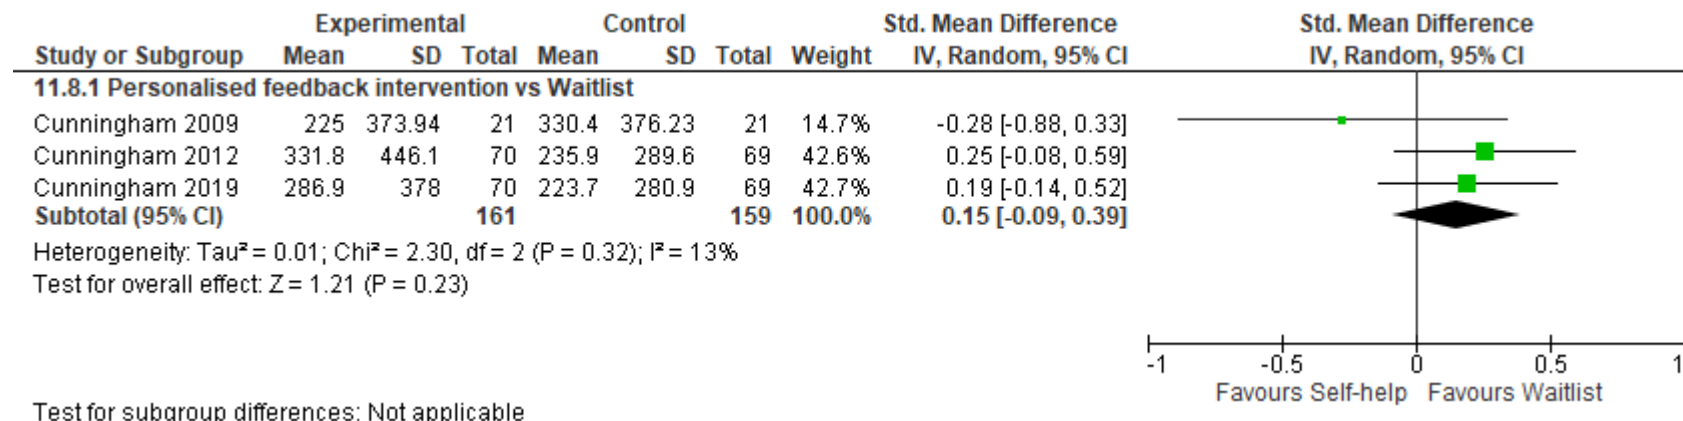 Experimental Control Std. Mean Difference Std. Mean Difference
Study or Subgroup Mean SD Total Mean SD Total Weight IV, Random, 95% CI IV, Random, 95% CI
11.8.1 Personalised feedback intervention vs Waitlist
Cunningham 2009 225 373.94 21 330.4 376.23 21 14.7% -0.28 [-0.88, 0.33]
Cunningham 2012 331.8 446.1 70 235.9 289.6 69 42.6% 0.25 [-0.08, 0.59]
Cunningham 2019 286.9 378 70 223.7 280.9 69 42.7% 0.19 [-0.14, 0.52]
Subtotal (95% CI) 161 159 100.0% 0.15 [-0.09, 0.39]
Heterogeneity: Tau² = 0.01; Chi² = 2.30, df = 2 (P = 0.32); I² = 13%
Test for overall effect: Z = 1.21 (P = 0.23)
-1 -0.5 0 0.5 1
Favours Self-help Favours Waitlist
Test for subgroup differences: Not applicable